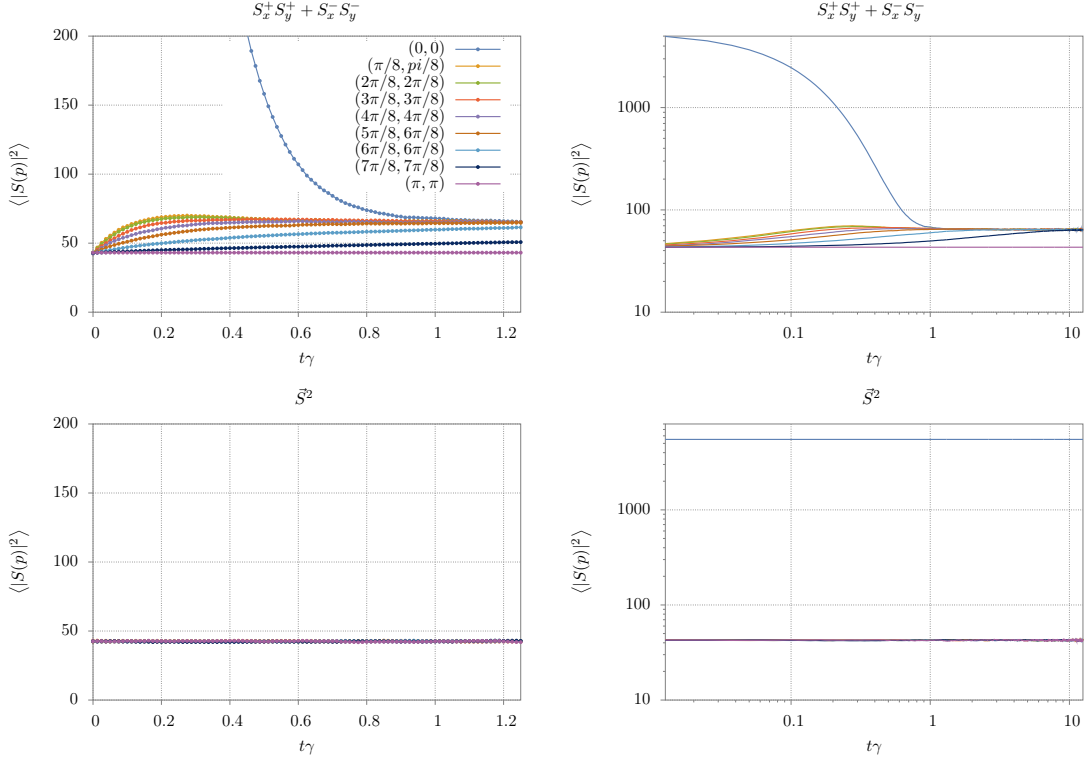 S_x^+ S_y^+ + S_x^- S_y^-
200
150
100
50
0
⟨|S(p)|²⟩
(0, 0)
(π/8, pi/8)
(2π/8, 2π/8)
(3π/8, 3π/8)
(4π/8, 4π/8)
(5π/8, 6π/8)
(6π/8, 6π/8)
(7π/8, 7π/8)
(π, π)
0 0.2 0.4 0.6 0.8 1 1.2
tγ
S_x^+ S_y^+ + S_x^- S_y^-
1000
100
10
⟨|S(p)|²⟩
0.1 1 10
tγ
S⃗²
200
150
100
50
0
⟨|S(p)|²⟩
0 0.2 0.4 0.6 0.8 1 1.2
tγ
S⃗²
1000
100
10
⟨|S(p)|²⟩
0.1 1 10
tγ